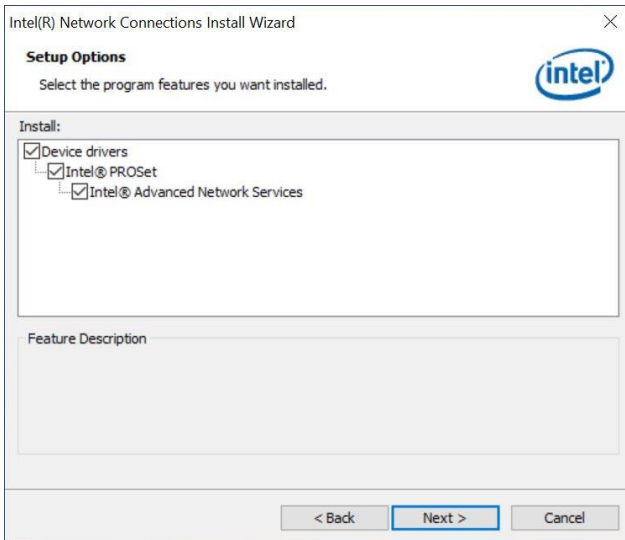 Intel(R) Network Connections Install Wizard
Setup Options
Select the program features you want installed.
intel
Install:
Device drivers
Intel® PROSet
Intel® Advanced Network Services
Feature Description
< Back Next > Cancel